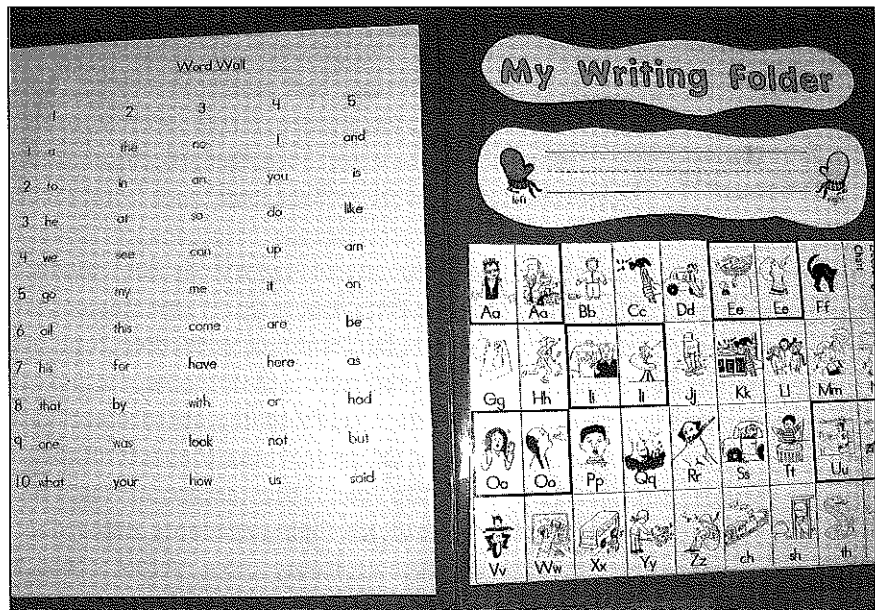 Word Wall
1 2 3 4 5
1 a the no I and
2 to in an you is
3 he at so do like
4 we see can up am
5 go my me it on
6 all this come are be
7 his for have here as
8 that by with or had
9 one was look not but
10 what your how us said
My Writing Folder
left right
Aa Aa Bb Cc Dd Ee Ee Ff
Chart
Gg Hh Ii Ii Jj Kk Ll Mm
Oo Oo Pp Qq Rr Ss Tt Uu
Vv Ww Xx Yy Zz ch sh th